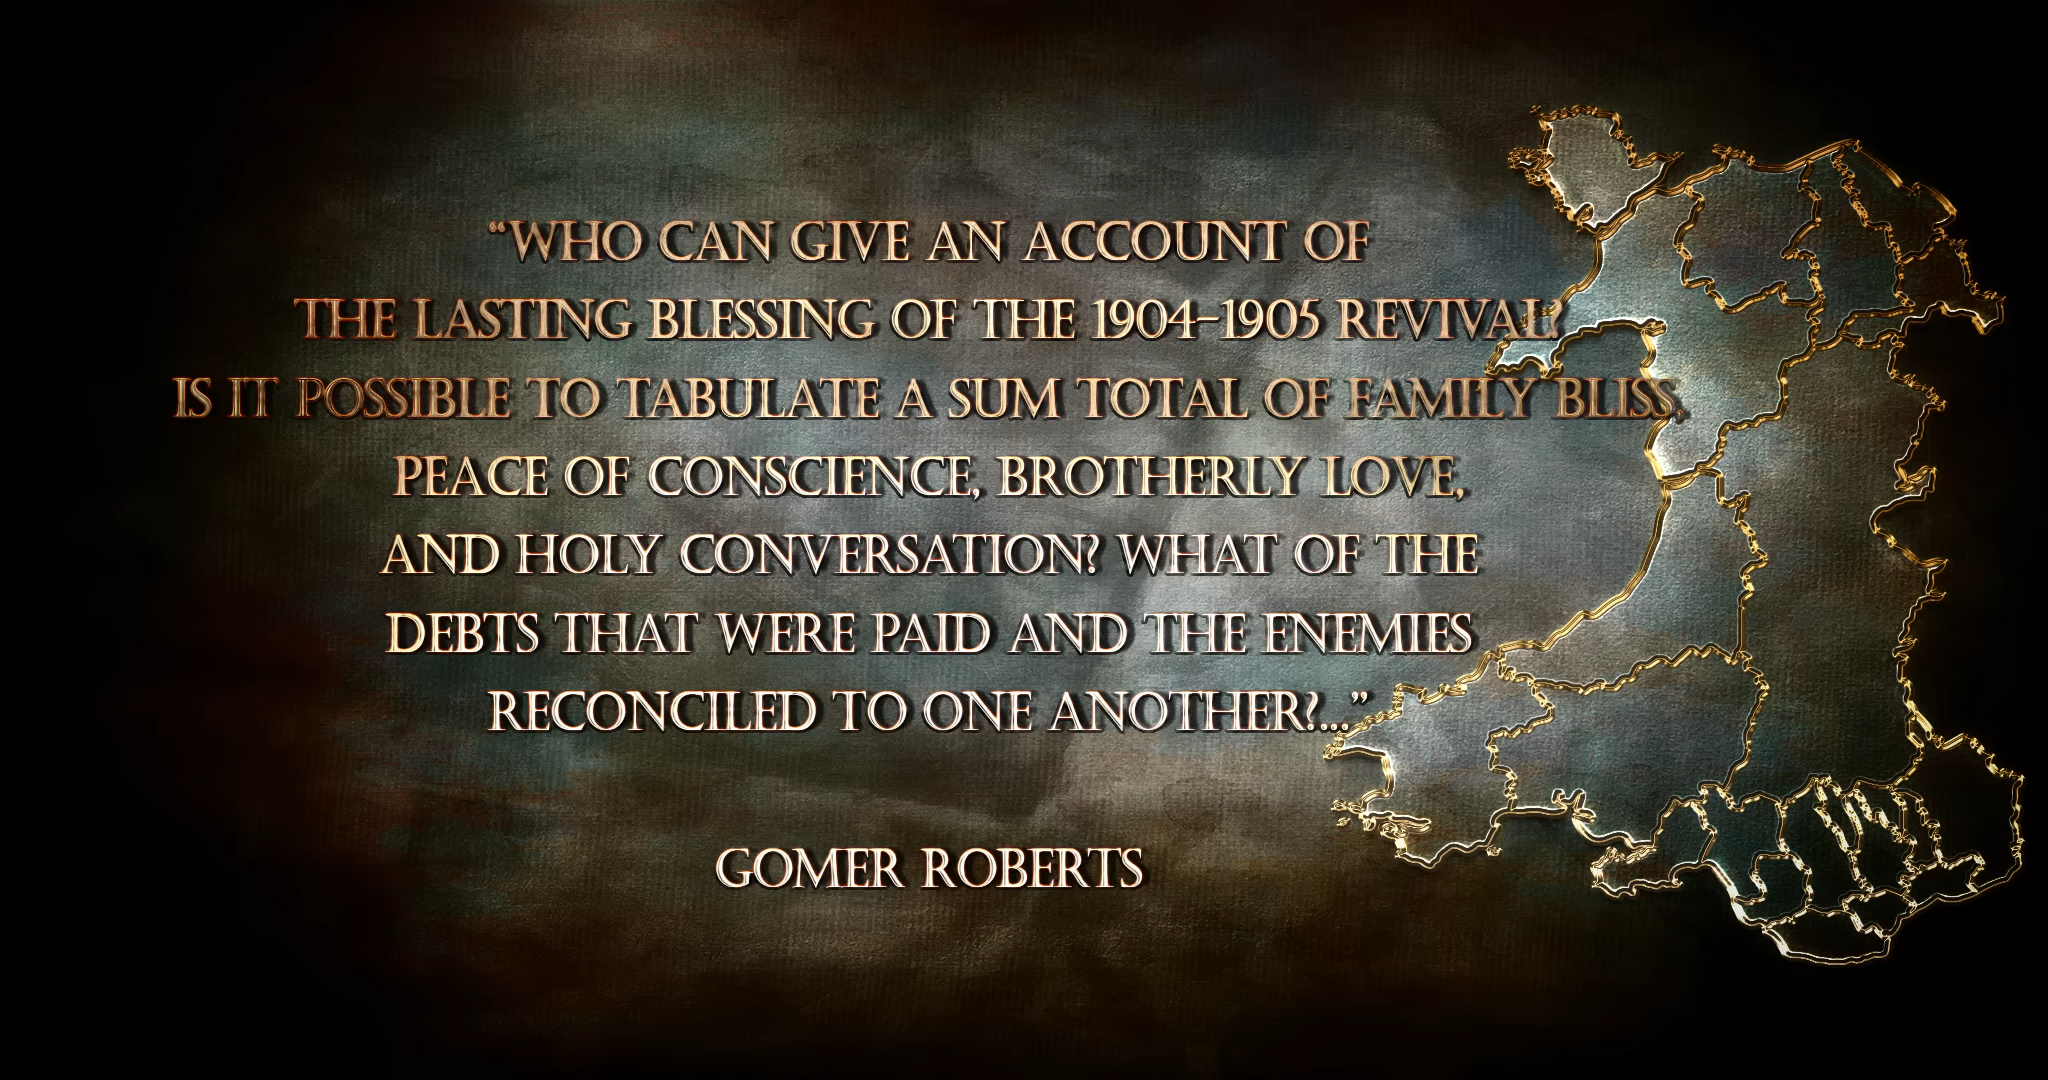 “WHO CAN GIVE AN ACCOUNT OF
THE LASTING BLESSING OF THE 1904-1905 REVIVAL?
IS IT POSSIBLE TO TABULATE A SUM TOTAL OF FAMILY BLISS,
PEACE OF CONSCIENCE, BROTHERLY LOVE,
AND HOLY CONVERSATION? WHAT OF THE
DEBTS THAT WERE PAID AND THE ENEMIES
RECONCILED TO ONE ANOTHER?...”
GOMER ROBERTS